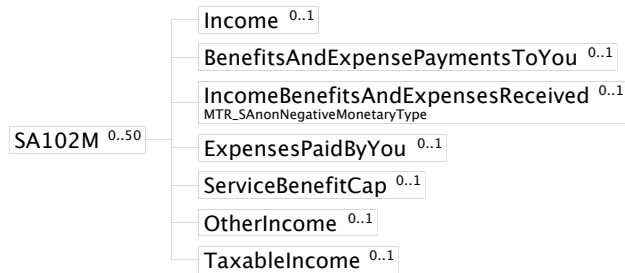 Income 0..1
BenefitsAndExpensePaymentsToYou 0..1
IncomeBenefitsAndExpensesReceived 0..1
MTR_SAnonNegativeMonetaryType
SA102M 0..50
ExpensesPaidByYou 0..1
ServiceBenefitCap 0..1
OtherIncome 0..1
TaxableIncome 0..1